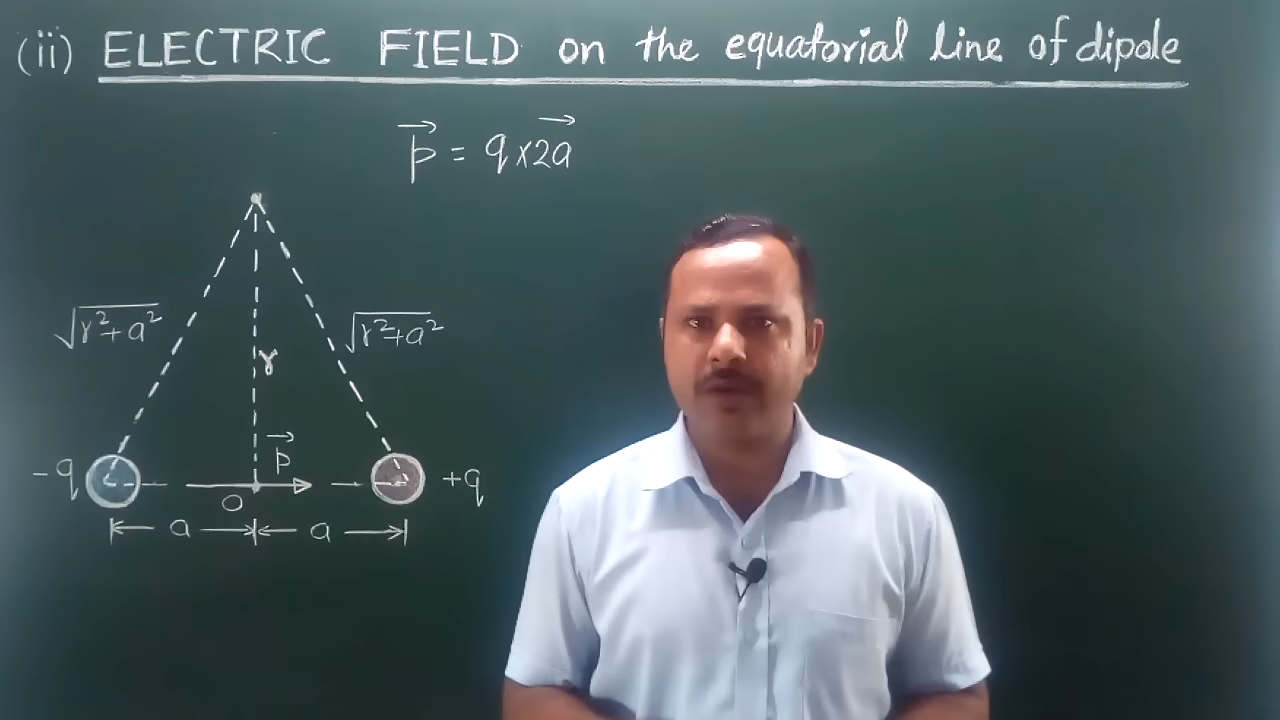 (ii) ELECTRIC FIELD on the equatorial line of dipole
p⃗ = q×2a⃗
√r²+a²
√r²+a²
r
p⃗
-q
+q
O
a
a